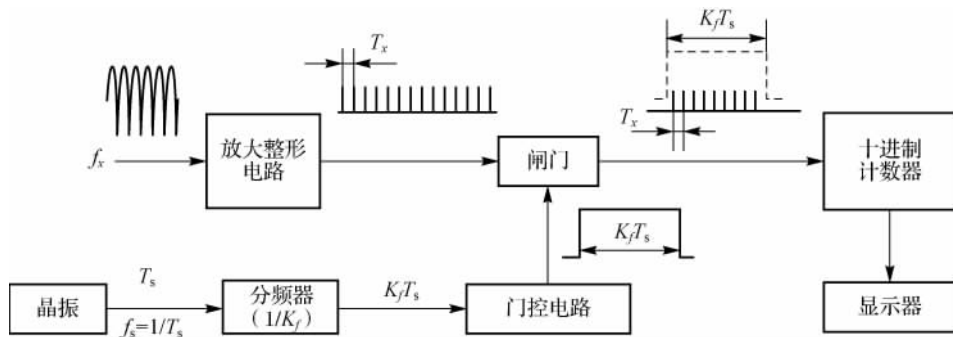 T_x
K_f T_s
f_x
放大整形
电路
闸门
T_x
十进制
计数器
K_f T_s
晶振
T_s
f_s=1/T_s
分频器
(1/K_f)
K_f T_s
门控电路
显示器